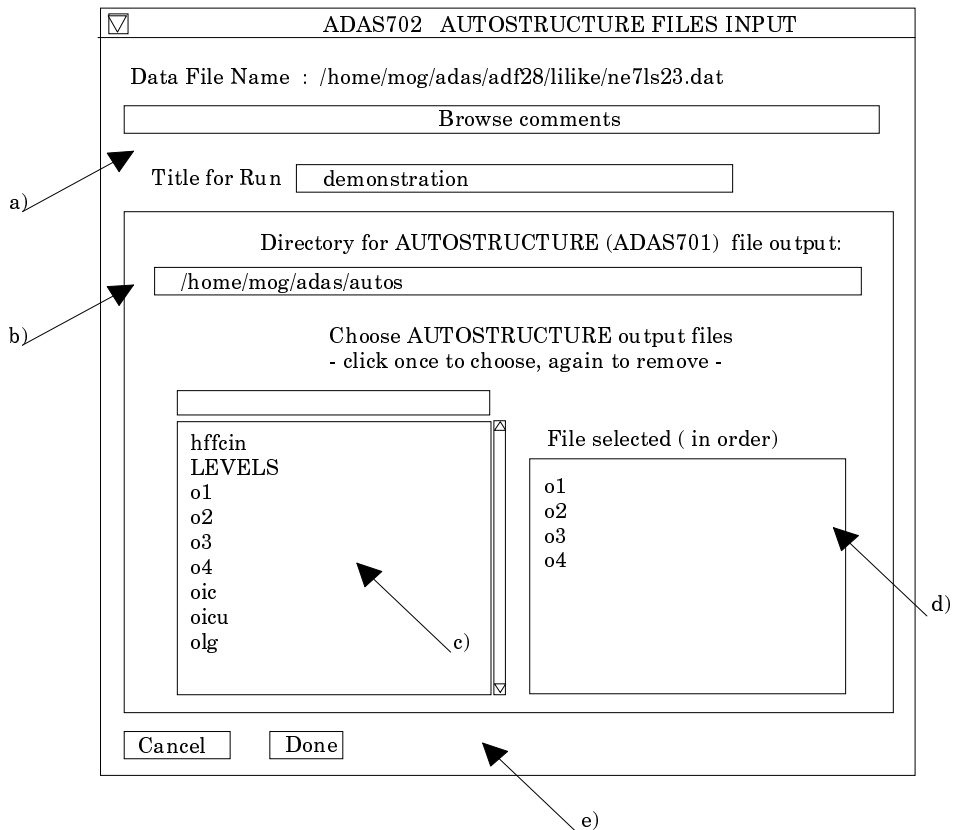 ADAS702 AUTOSTRUCTURE FILES INPUT
Data File Name : /home/mog/adas/adf28/lilike/ne7ls23.dat
Browse comments
a)
Title for Run demonstration
Directory for AUTOSTRUCTURE (ADAS701) file output:
/home/mog/adas/autos
b)
Choose AUTOSTRUCTURE output files
- click once to choose, again to remove -
hffcin
LEVELS
o1
o2
o3
o4
oic
oicu
olg
c)
File selected ( in order)
o1
o2
o3
o4
d)
Cancel Done
e)